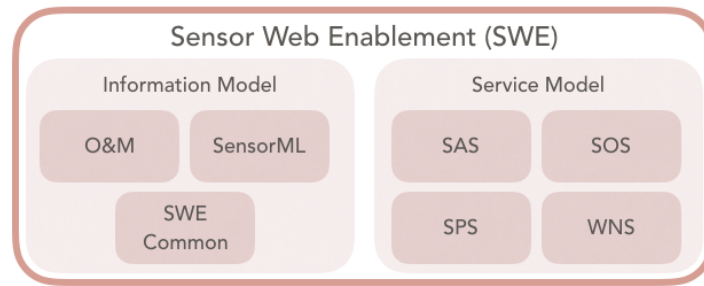 Sensor Web Enablement (SWE)
Information Model
O&M
SensorML
SWE
Common
Service Model
SAS
SOS
SPS
WNS